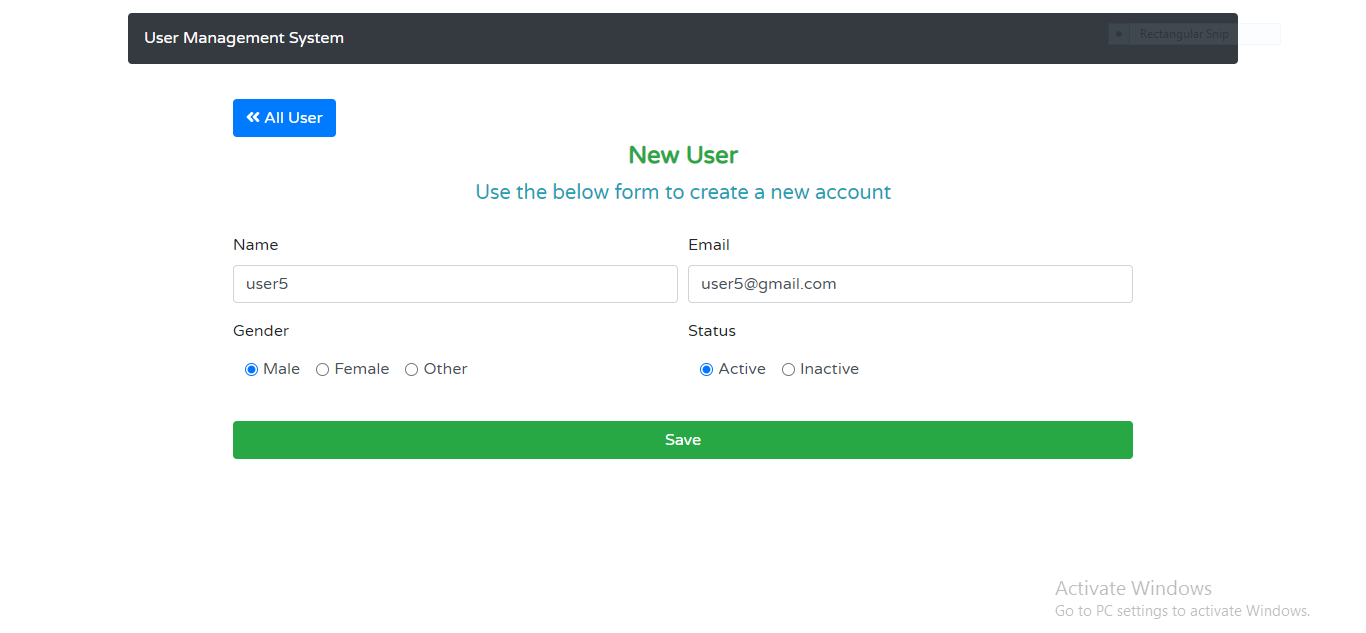 User Management System
Rectangular Snip
All User
New User
Use the below form to create a new account
Name
Email
user5
user5@gmail.com
Gender
Status
Male Female Other
Active Inactive
Save
Activate Windows
Go to PC settings to activate Windows.